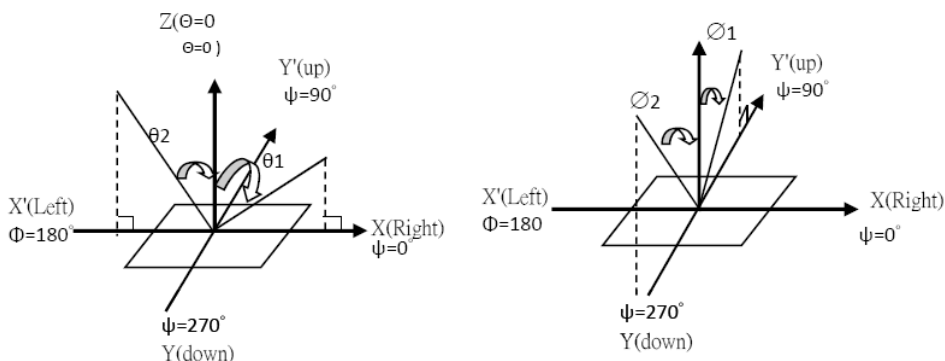 Z(Θ=0
Θ=0 )
Y'(up)
ψ=90°
θ2
θ1
X'(Left)
Φ=180°
X(Right)
ψ=0°
ψ=270°
Y(down)
∅1
Y'(up)
ψ=90°
∅2
X'(Left)
Φ=180
X(Right)
ψ=0°
ψ=270°
Y(down)